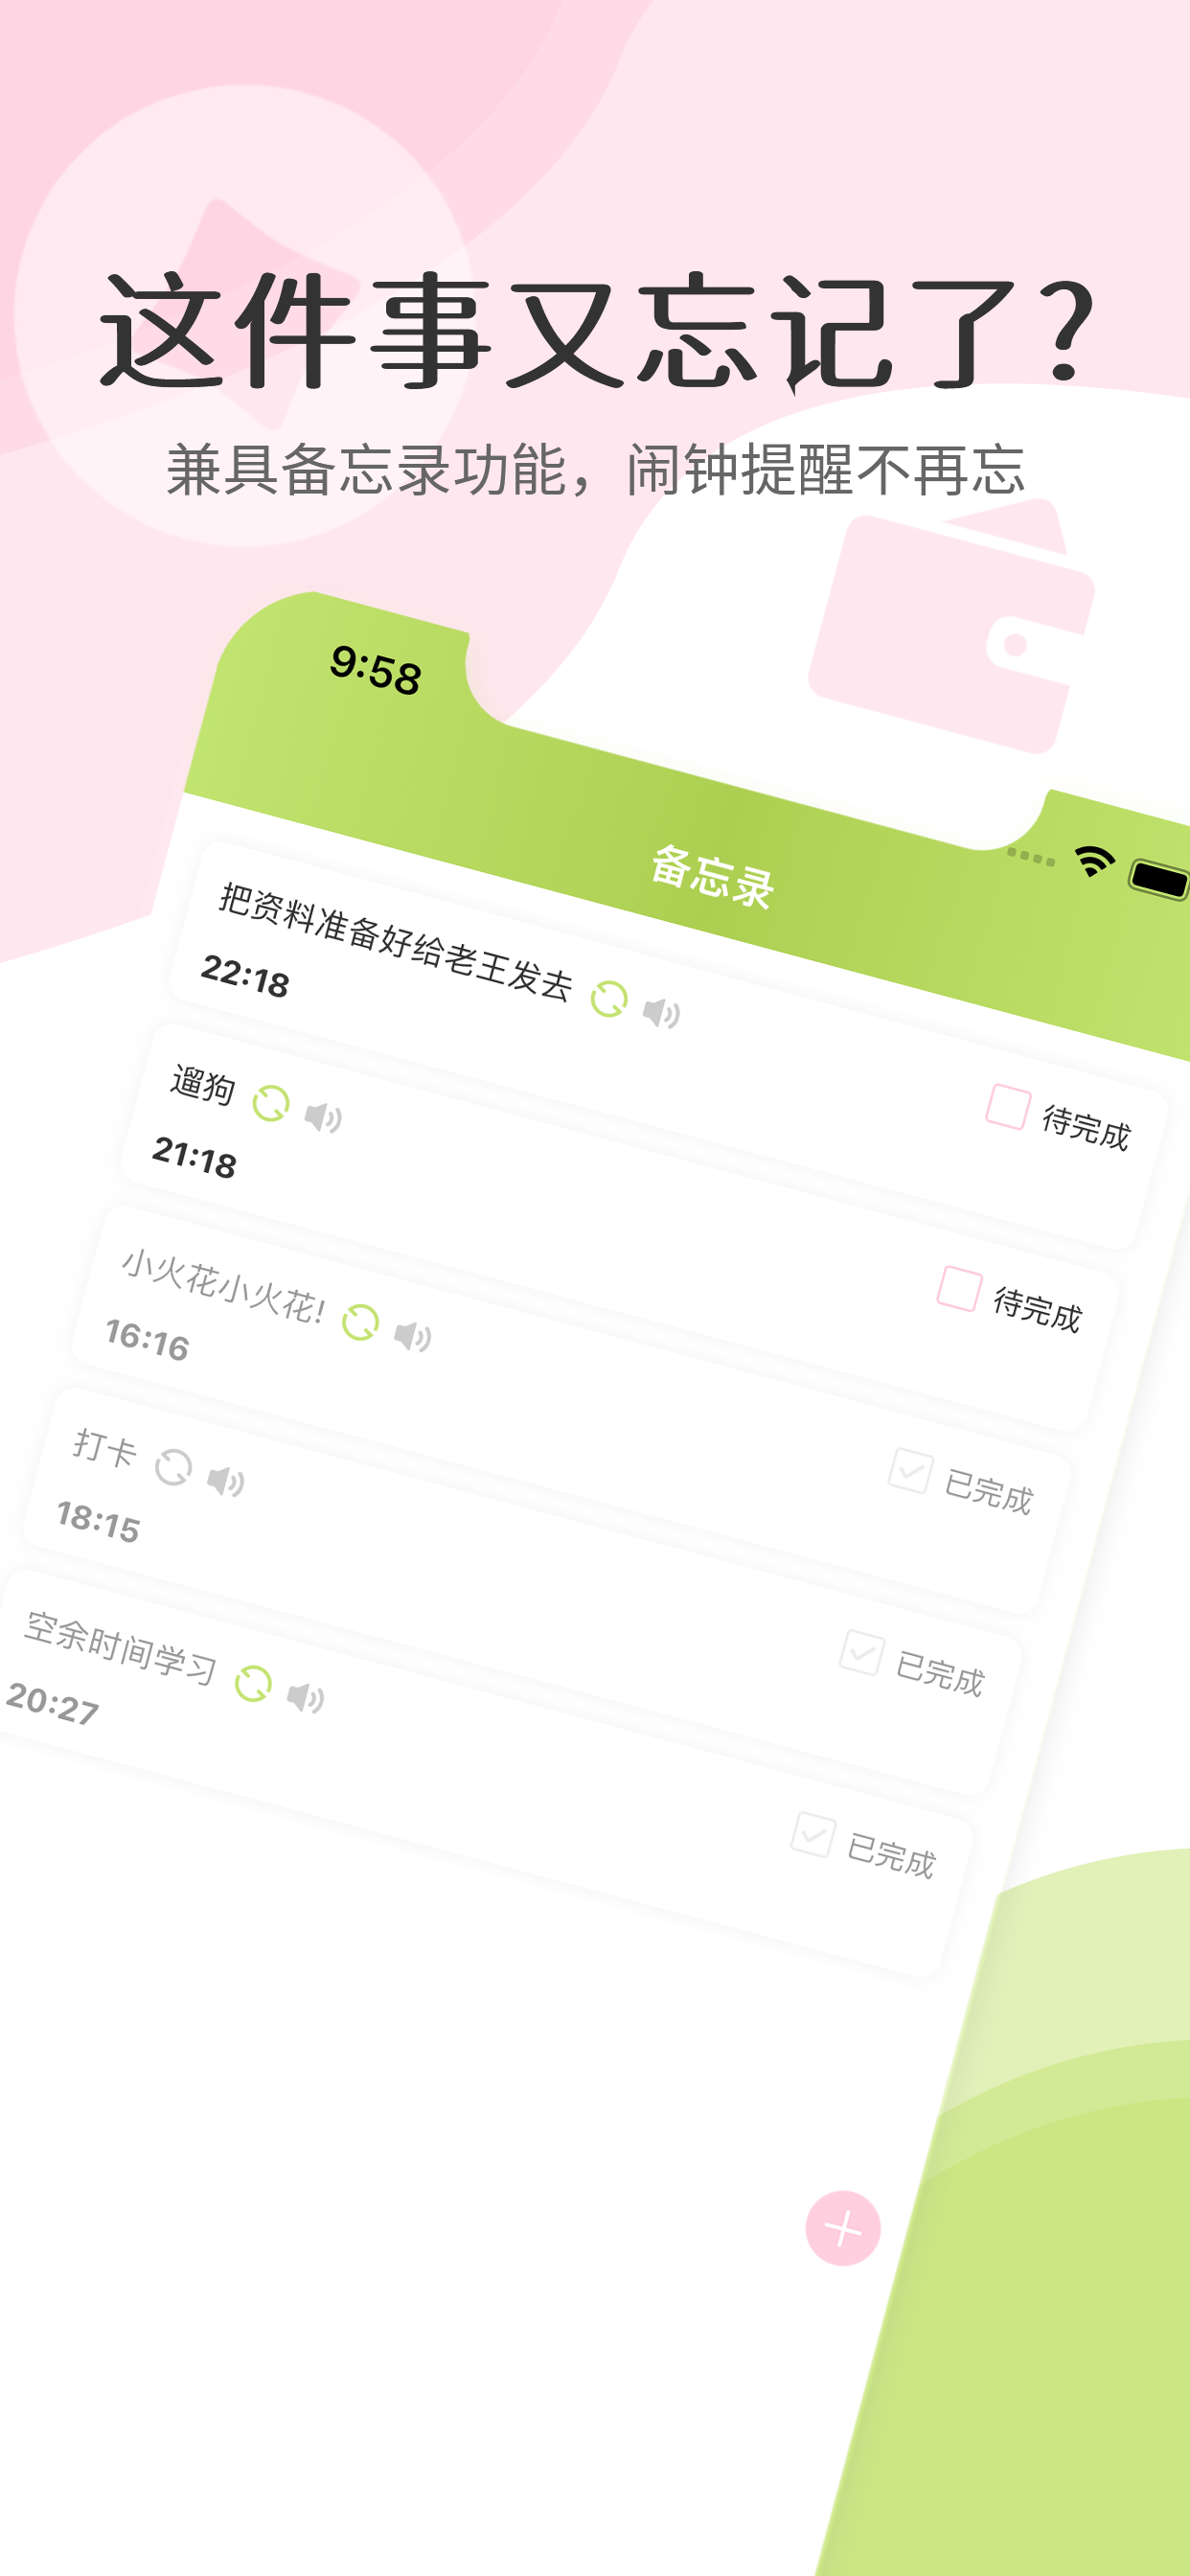 这件事又忘记了?
兼具备忘录功能，闹钟提醒不再忘
9:58
备忘录
把资料准备好给老王发去
22:18
待完成
遛狗
21:18
待完成
小火花小火花!
16:16
已完成
打卡
18:15
已完成
空余时间学习
20:27
已完成